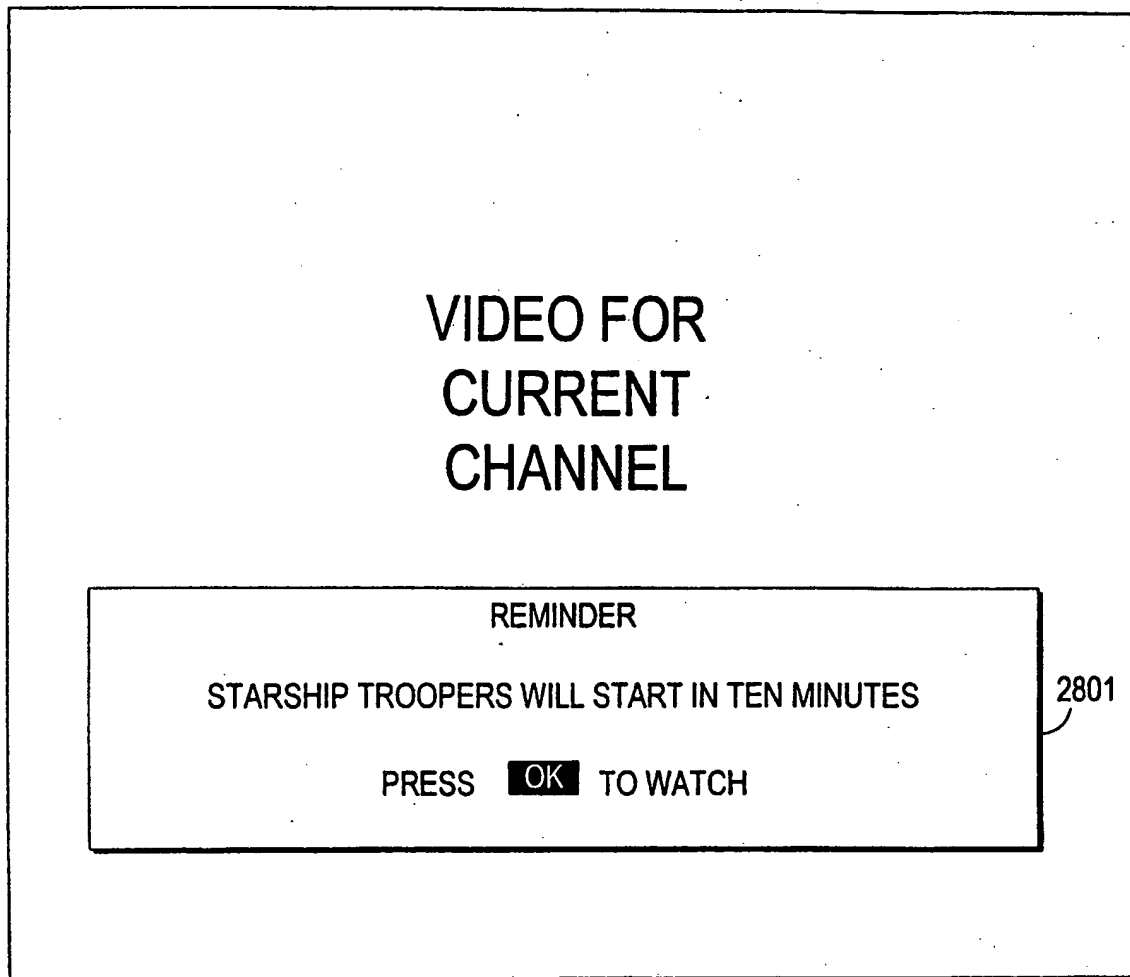 VIDEO FOR
CURRENT
CHANNEL
REMINDER
STARSHIP TROOPERS WILL START IN TEN MINUTES
2801
PRESS OK TO WATCH